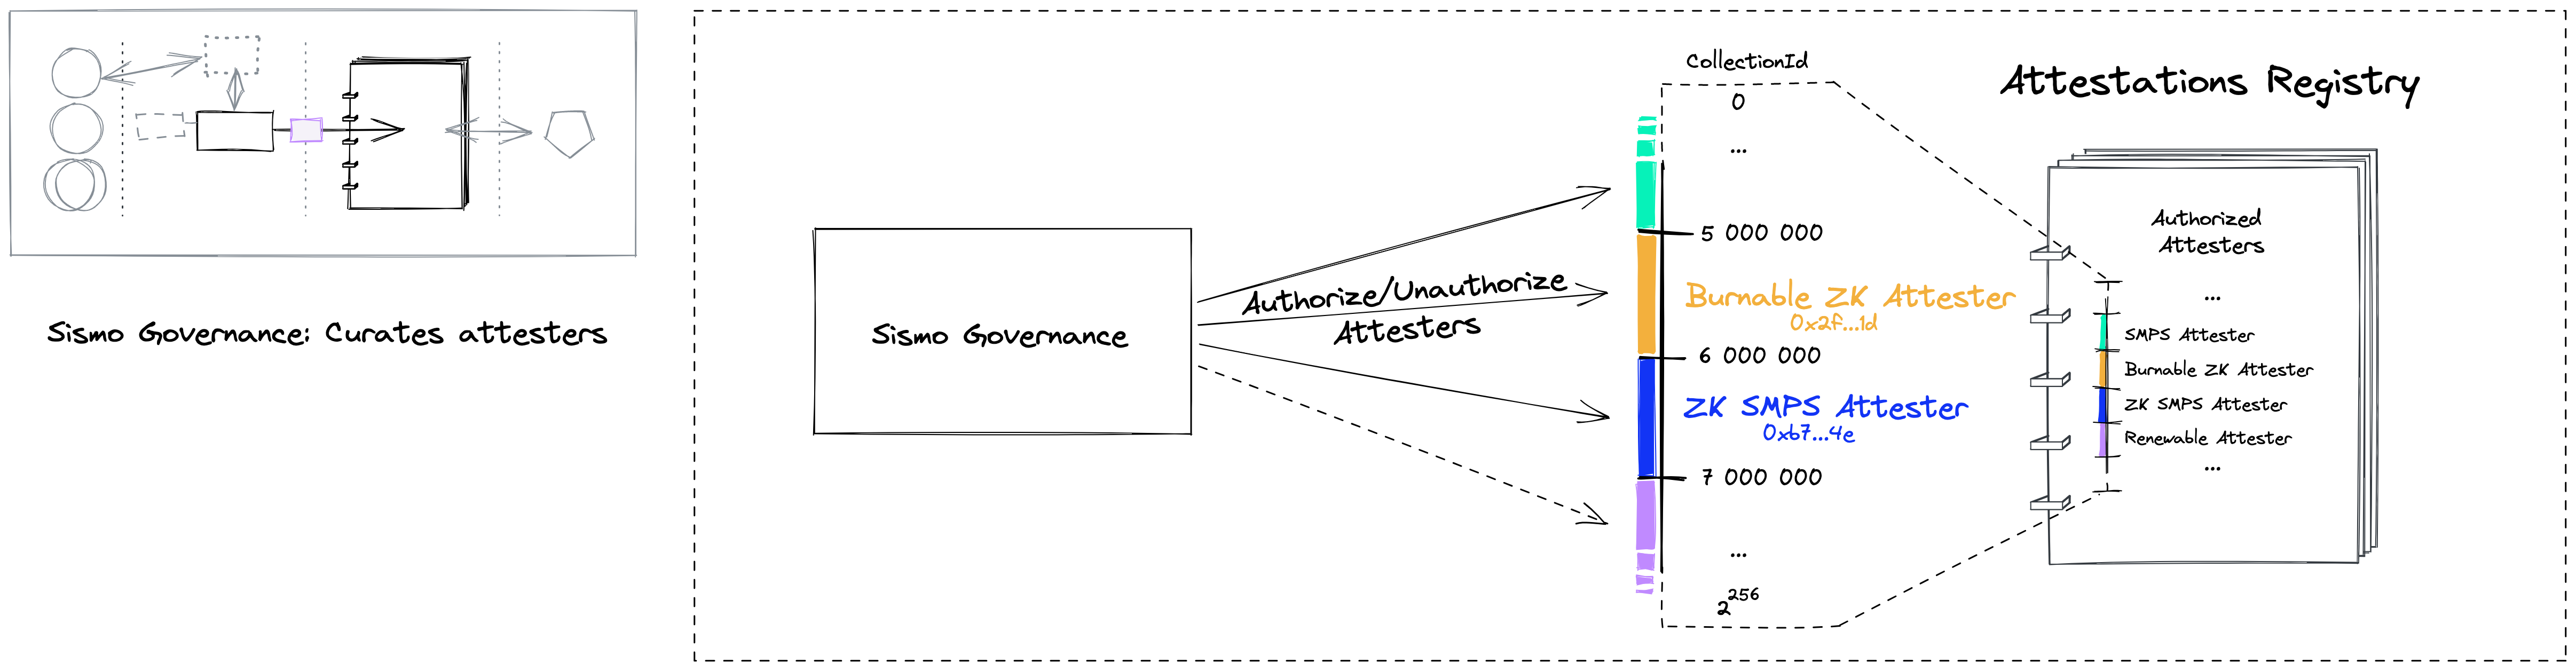 Sismo Governance: Curates attesters
Sismo Governance
Authorize/Unauthorize
Attesters
CollectionId
0
...
5 000 000
Burnable ZK Attester
0x2f...1d
6 000 000
ZK SMPS Attester
0xb7...4e
7 000 000
...
2^256
Attestations Registry
Authorized
Attesters
...
SMPS Attester
Burnable ZK Attester
ZK SMPS Attester
Renewable Attester
...